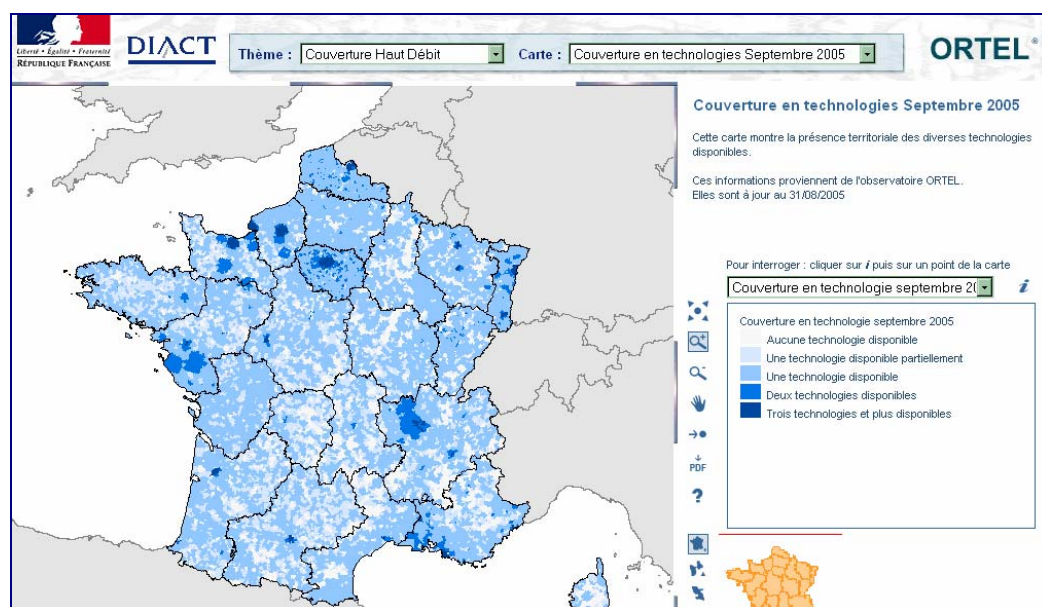 Liberté • Égalité • Fraternité
RÉPUBLIQUE FRANÇAISE
DIACT
Thème : Couverture Haut Débit
Carte : Couverture en technologies Septembre 2005
ORTEL
Couverture en technologies Septembre 2005
Cette carte montre la présence territoriale des diverses technologies
disponibles.
Ces informations proviennent de l'observatoire ORTEL.
Elles sont à jour au 31/08/2005
Pour interroger : cliquer sur i puis sur un point de la carte
Couverture en technologie septembre 2(
i
Couverture en technologie septembre 2005
Aucune technologie disponible
Une technologie disponible partiellement
Une technologie disponible
Deux technologies disponibles
Trois technologies et plus disponibles
PDF
?